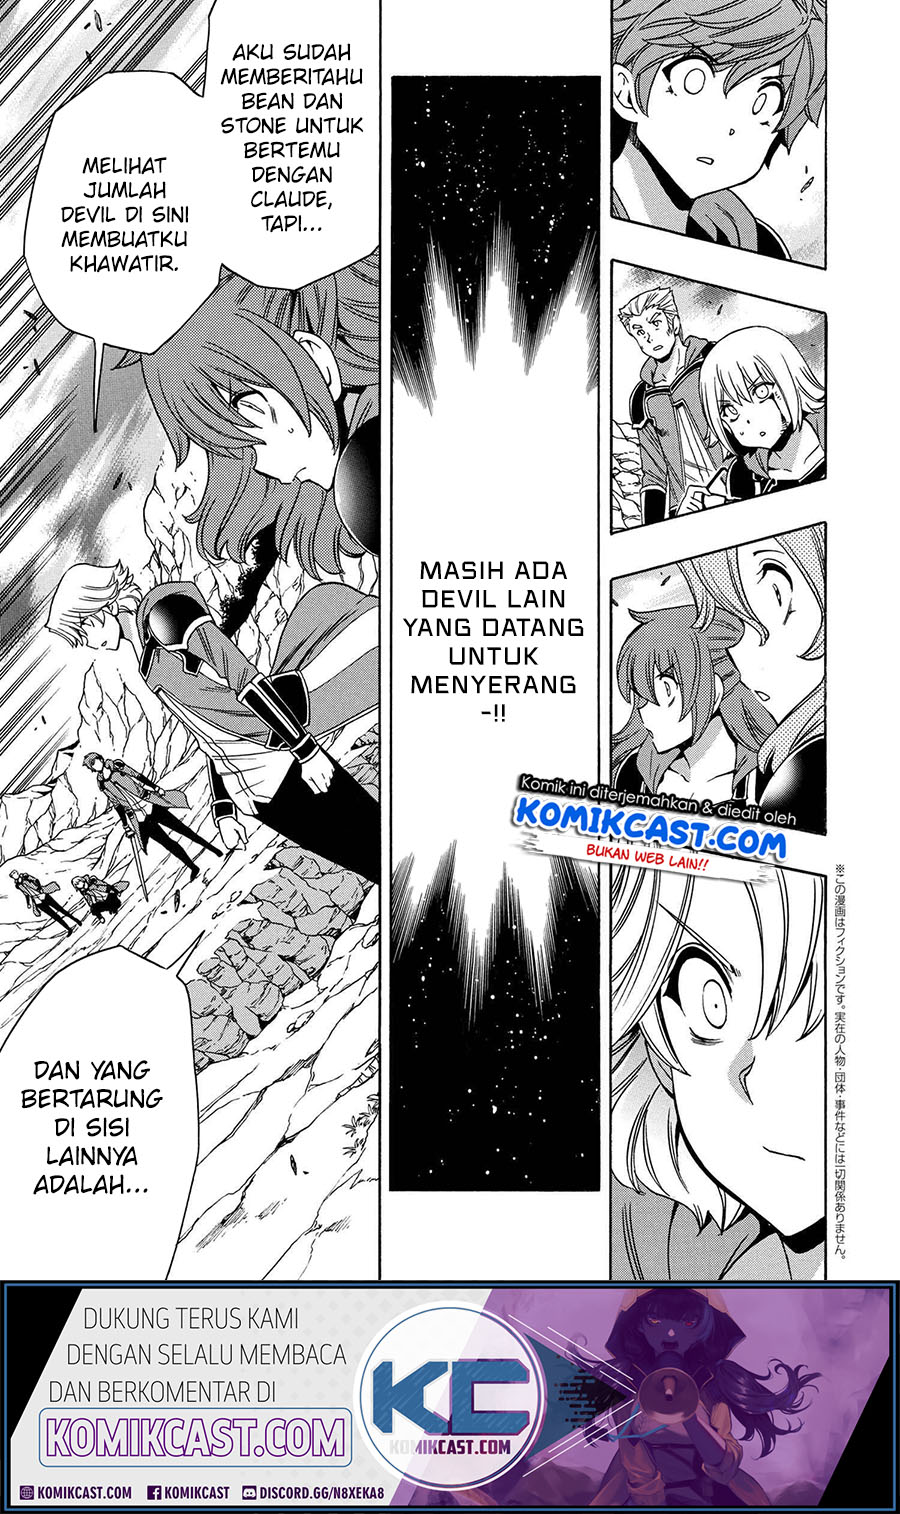 MASIH ADA
DEVIL LAIN
YANG DATANG
UNTUK
MENYERANG
-!!
AKU SUDAH
MEMBERITAHU
BEAN DAN
STONE UNTUK
BERTEMU
DENGAN
CLAUDE,
TAPI...
MELIHAT
JUMLAH
DEVIL DI SINI
MEMBUATKU
KHAWATIR.
DAN YANG
BERTARUNG
DI SISI
LAINNYA
ADALAH...
Komik ini diterjemahkan & diedit oleh
KOMIKCAST.COM
BUKAN WEB LAIN!!
※この漫画はフィクションです。実在の人物・団体・事件などには一切関係ありません。
DUKUNG TERUS KAMI
DENGAN SELALU MEMBACA
DAN BERKOMENTAR DI
KOMIKCAST.COM
KC
KOMIKCAST.COM
KOMIKCAST.COM
KOMIKCAST
DISCORD.GG/N8XEKA8